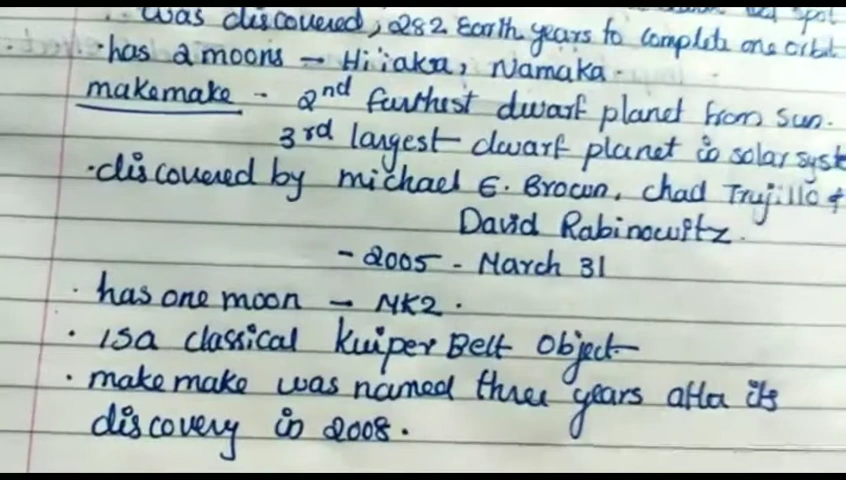 was discovered, 282 Earth years to complete one orbit
· has 2 moons – Hi'iaka, Namaka
makemake - 2nd furthest dwarf planet from sun.
3rd largest dwarf planet in solar syste
· discovered by michael E. Brown, chad Trujillo &
David Rabinowitz.
- 2005 - March 31
· has one moon – MK2.
· is a classical Kuiper Belt Object
· makemake was named three years after its
discovery in 2008.